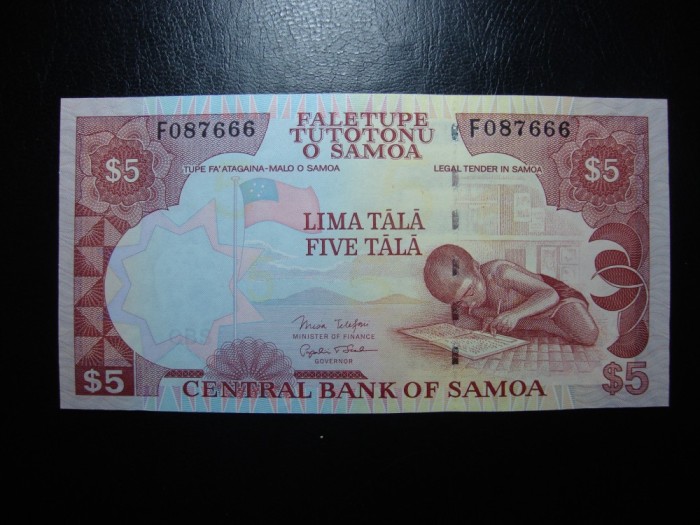 F087666
FALETUPE
TUTOTONU
O SAMOA
F087666
$5
TUPE FA'ATAGAINA-MALO O SAMOA
LEGAL TENDER IN SAMOA
$5
LIMA TĀLĀ
FIVE TĀLĀ
MINISTER OF FINANCE
GOVERNOR
$5
CENTRAL BANK OF SAMOA
$5